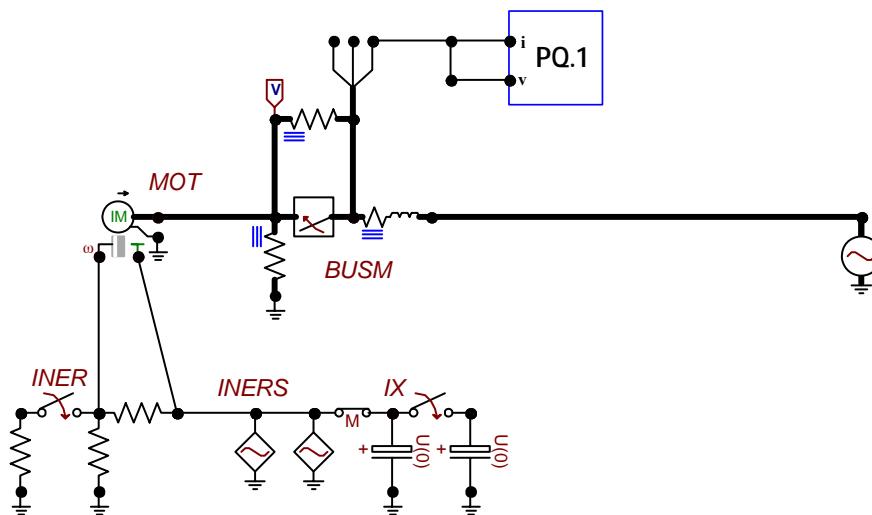 i
PQ.1
v
V
MOT
IM
ω
T
BUSM
INER
INERS
IX
M
+
U(0)
+
U(0)